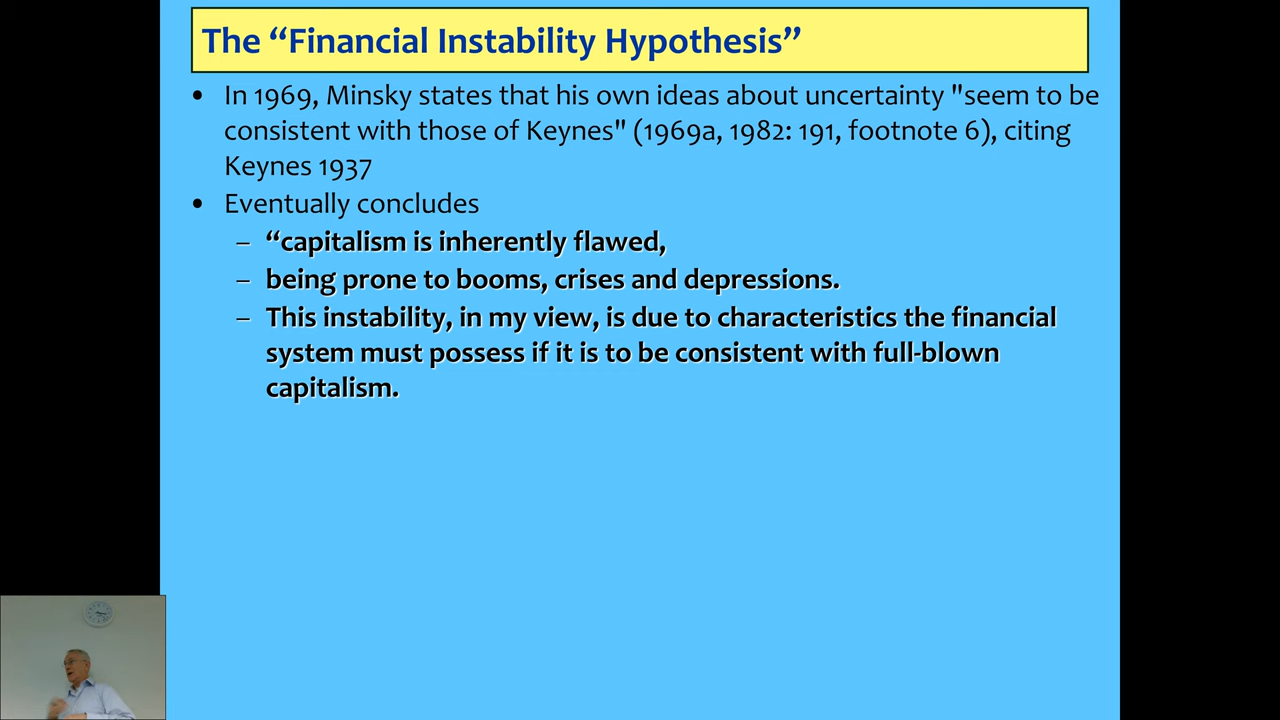 The “Financial Instability Hypothesis”
• In 1969, Minsky states that his own ideas about uncertainty "seem to be
consistent with those of Keynes" (1969a, 1982: 191, footnote 6), citing
Keynes 1937
• Eventually concludes
– “capitalism is inherently flawed,
– being prone to booms, crises and depressions.
– This instability, in my view, is due to characteristics the financial
system must possess if it is to be consistent with full-blown
capitalism.